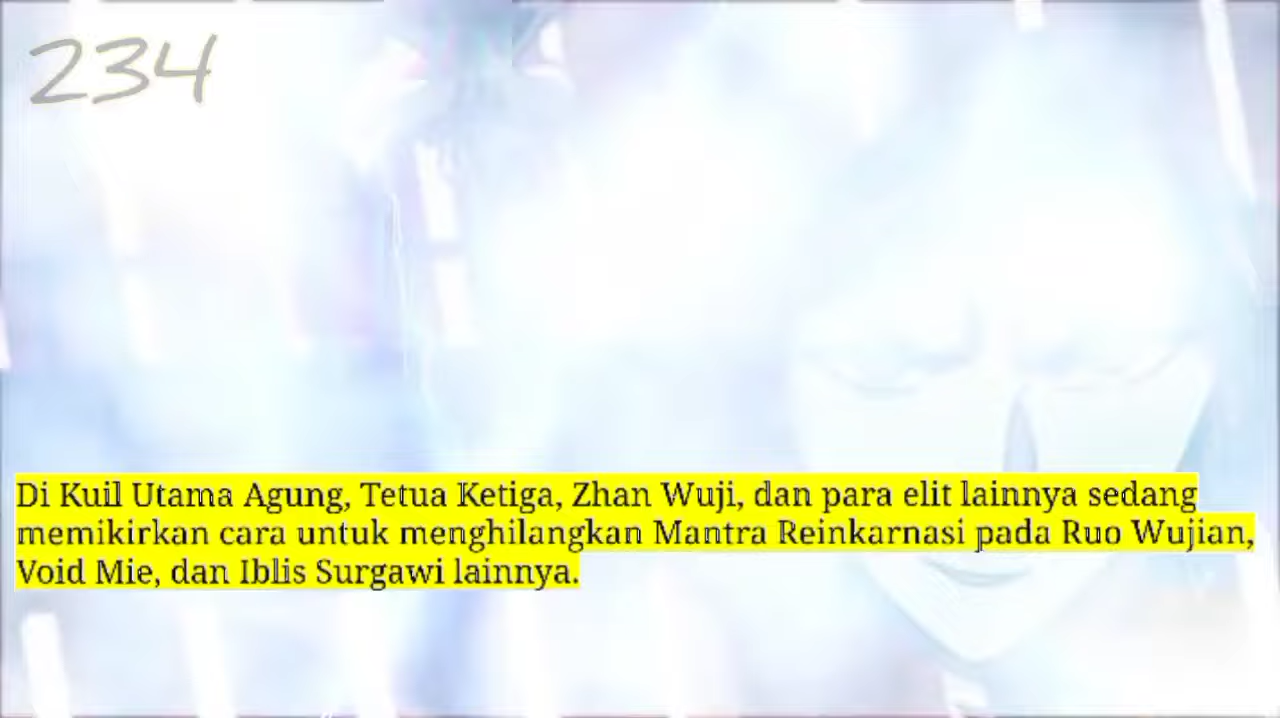 234
Di Kuil Utama Agung, Tetua Ketiga, Zhan Wuji, dan para elit lainnya sedang
memikirkan cara untuk menghilangkan Mantra Reinkarnasi pada Ruo Wujian,
Void Mie, dan Iblis Surgawi lainnya.